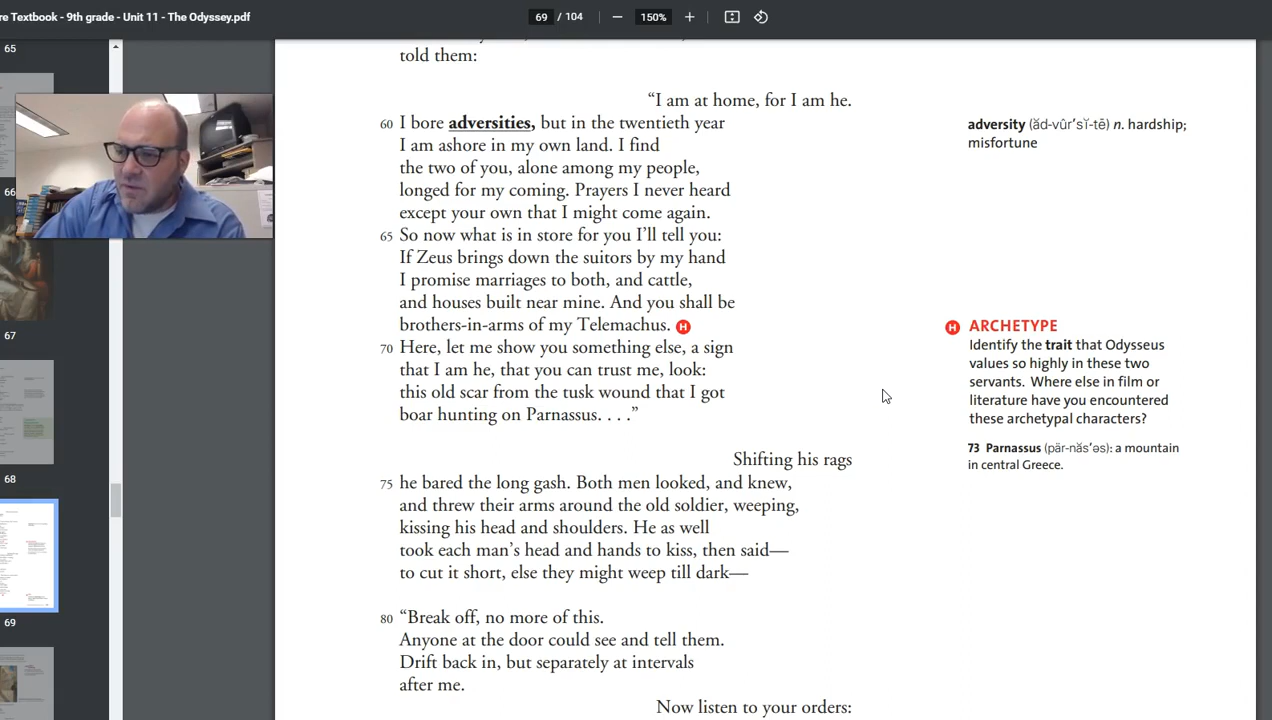 re Textbook - 9th grade - Unit 11 - The Odyssey.pdf
69 / 104
150%
65
66
67
68
69
told them:
“I am at home, for I am he.
60 I bore adversities, but in the twentieth year
I am ashore in my own land. I find
the two of you, alone among my people,
longed for my coming. Prayers I never heard
except your own that I might come again.
65 So now what is in store for you I’ll tell you:
If Zeus brings down the suitors by my hand
I promise marriages to both, and cattle,
and houses built near mine. And you shall be
brothers-in-arms of my Telemachus. H
70 Here, let me show you something else, a sign
that I am he, that you can trust me, look:
this old scar from the tusk wound that I got
boar hunting on Parnassus. . . .”
Shifting his rags
75 he bared the long gash. Both men looked, and knew,
and threw their arms around the old soldier, weeping,
kissing his head and shoulders. He as well
took each man’s head and hands to kiss, then said—
to cut it short, else they might weep till dark—
80 “Break off, no more of this.
Anyone at the door could see and tell them.
Drift back in, but separately at intervals
after me.
Now listen to your orders:
adversity (ăd-vûr′sĭ-tē) n. hardship;
misfortune
H ARCHETYPE
Identify the trait that Odysseus
values so highly in these two
servants. Where else in film or
literature have you encountered
these archetypal characters?
73 Parnassus (pär-năs′əs): a mountain
in central Greece.